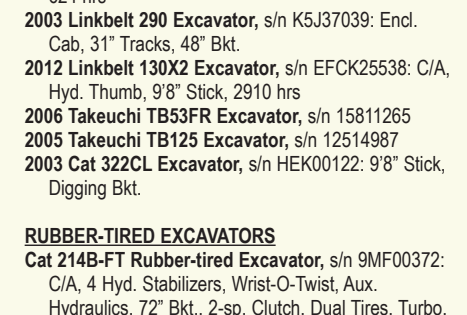 624 hrs
2003 Linkbelt 290 Excavator, s/n K5J37039: Encl.
Cab, 31” Tracks, 48” Bkt.
2012 Linkbelt 130X2 Excavator, s/n EFCK25538: C/A,
Hyd. Thumb, 9’8” Stick, 2910 hrs
2006 Takeuchi TB53FR Excavator, s/n 15811265
2005 Takeuchi TB125 Excavator, s/n 12514987
2003 Cat 322CL Excavator, s/n HEK00122: 9’8” Stick,
Digging Bkt.
RUBBER-TIRED EXCAVATORS
Cat 214B-FT Rubber-tired Excavator, s/n 9MF00372:
C/A, 4 Hyd. Stabilizers, Wrist-O-Twist, Aux.
Hydraulics, 72” Bkt., 2-sp. Clutch, Dual Tires, Turbo,